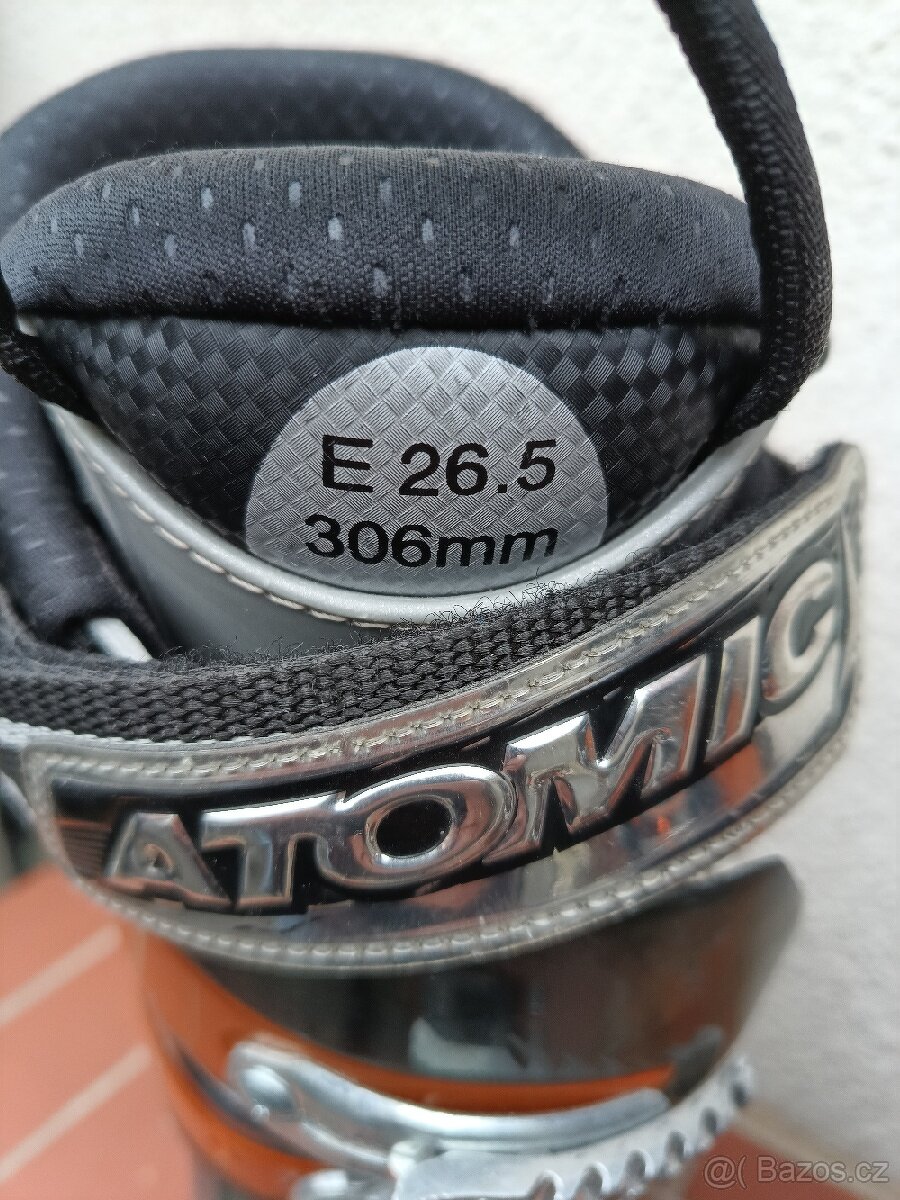 E 26.5
306mm
ATOMIC
@( Bazos.cz